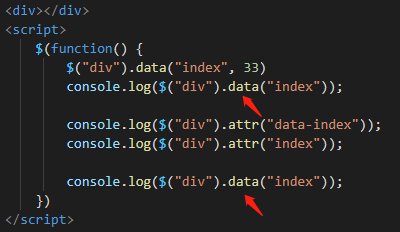 <div></div>
<script>
$(function() {
$("div").data("index", 33)
console.log($("div").data("index"));
console.log($("div").attr("data-index"));
console.log($("div").attr("index"));
console.log($("div").data("index"));
})
</script>